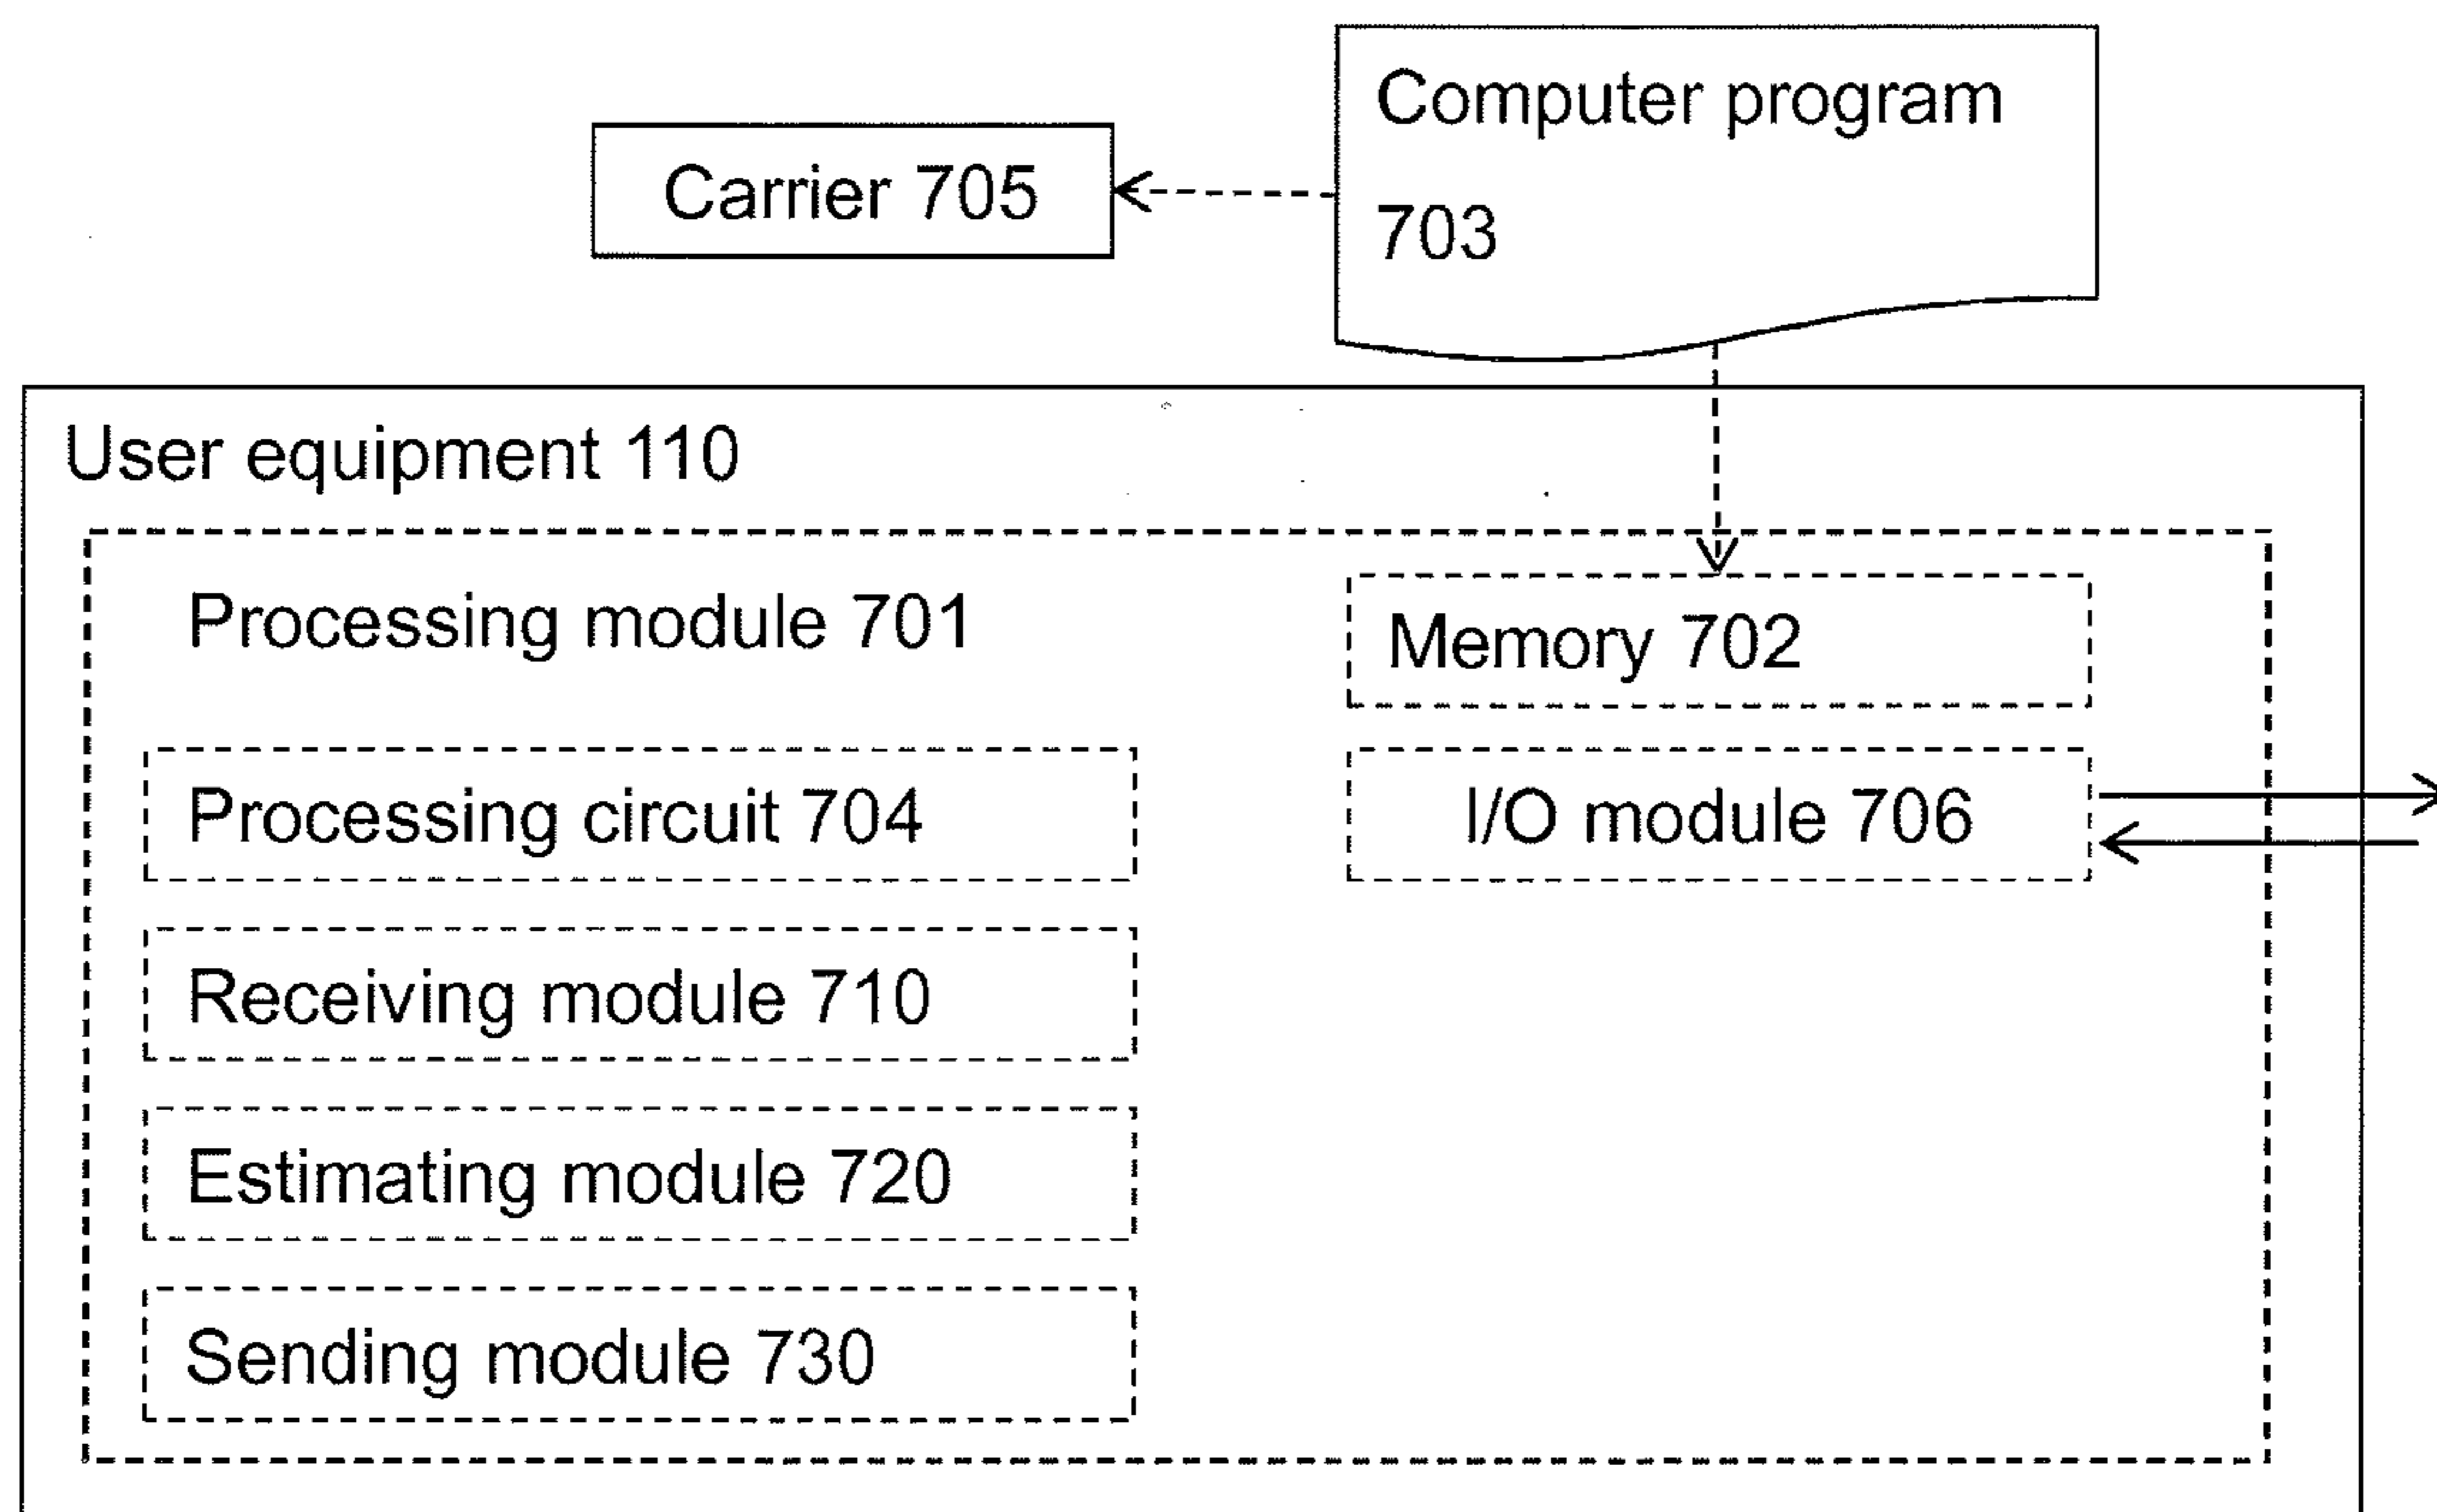 Computer program
703
Carrier 705
User equipment 110
Processing module 701
Memory 702
Processing circuit 704
I/O module 706
Receiving module 710
Estimating module 720
Sending module 730